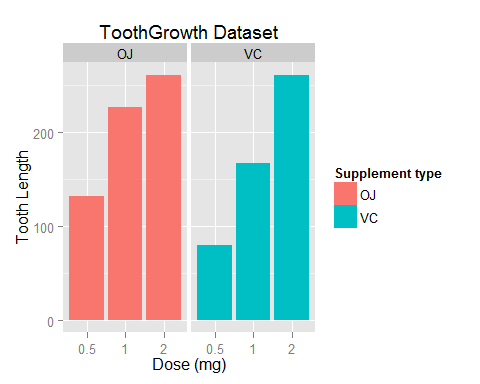 ToothGrowth Dataset
OJ
VC
Tooth Length
200
100
0
0.5 1 2
0.5 1 2
Dose (mg)
Supplement type
OJ
VC